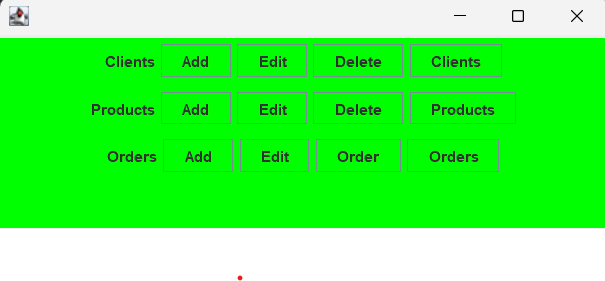 Clients Add Edit Delete Clients
Products Add Edit Delete Products
Orders Add Edit Order Orders